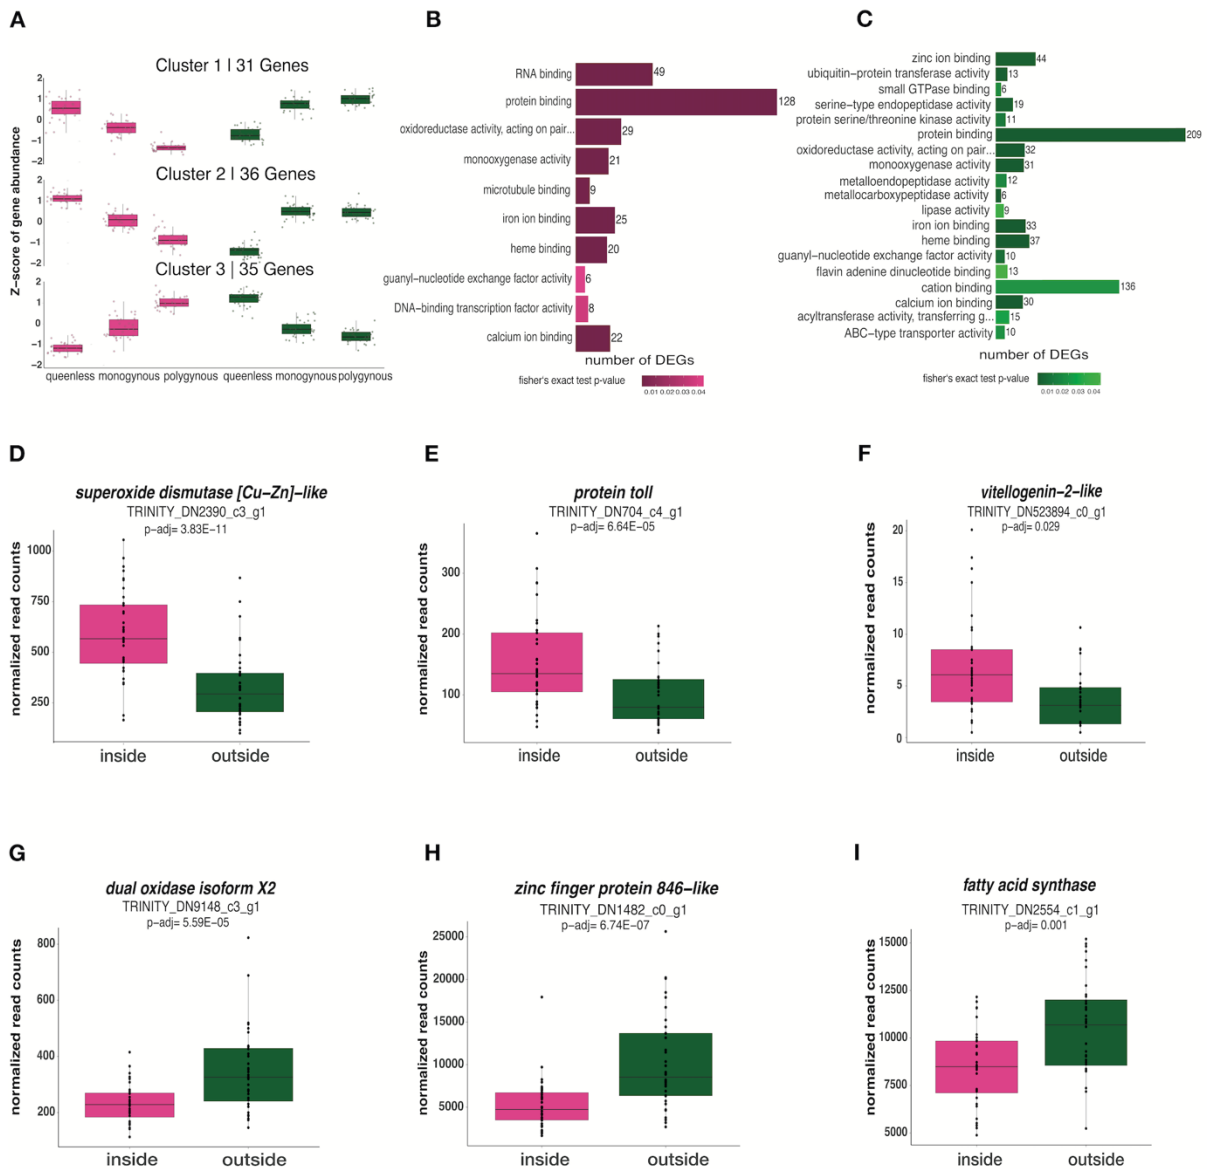 A
Cluster 1 | 31 Genes
Cluster 2 | 36 Genes
Cluster 3 | 35 Genes
Z-score of gene abundance
2
1
0
−1
−2
2
1
0
−1
−2
2
1
0
−1
−2
queenless monogynous polygynous queenless monogynous polygynous
B
RNA binding 49
protein binding 128
oxidoreductase activity, acting on pair... 29
monooxygenase activity 21
microtubule binding 9
iron ion binding 25
heme binding 20
guanyl-nucleotide exchange factor activity 6
DNA-binding transcription factor activity 8
calcium ion binding 22
number of DEGs
fisher's exact test p-value
0.01 0.02 0.03 0.04
C
zinc ion binding 44
ubiquitin-protein transferase activity 13
small GTPase binding 6
serine-type endopeptidase activity 19
protein serine/threonine kinase activity 11
protein binding 209
oxidoreductase activity, acting on pair... 32
monooxygenase activity 31
metalloendopeptidase activity 12
metallocarboxypeptidase activity 6
lipase activity 9
iron ion binding 33
heme binding 37
guanyl-nucleotide exchange factor activity 10
flavin adenine dinucleotide binding 13
cation binding 136
calcium ion binding 30
acyltransferase activity, transferring g... 15
ABC-type transporter activity 10
number of DEGs
fisher's exact test p-value
0.01 0.02 0.03 0.04
D
superoxide dismutase [Cu−Zn]−like
TRINITY_DN2390_c3_g1
p−adj= 3.83E−11
normalized read counts
1000
750
500
250
inside outside
E
protein toll
TRINITY_DN704_c4_g1
p−adj= 6.64E−05
normalized read counts
300
200
100
inside outside
F
vitellogenin−2−like
TRINITY_DN523894_c0_g1
p−adj= 0.029
normalized read counts
20
15
10
5
0
inside outside
G
dual oxidase isoform X2
TRINITY_DN9148_c3_g1
p−adj= 5.59E−05
normalized read counts
800
600
400
200
inside outside
H
zinc finger protein 846−like
TRINITY_DN1482_c0_g1
p−adj= 6.74E−07
normalized read counts
25000
20000
15000
10000
5000
inside outside
I
fatty acid synthase
TRINITY_DN2554_c1_g1
p−adj= 0.001
normalized read counts
15000
10000
10000
5000
inside outside